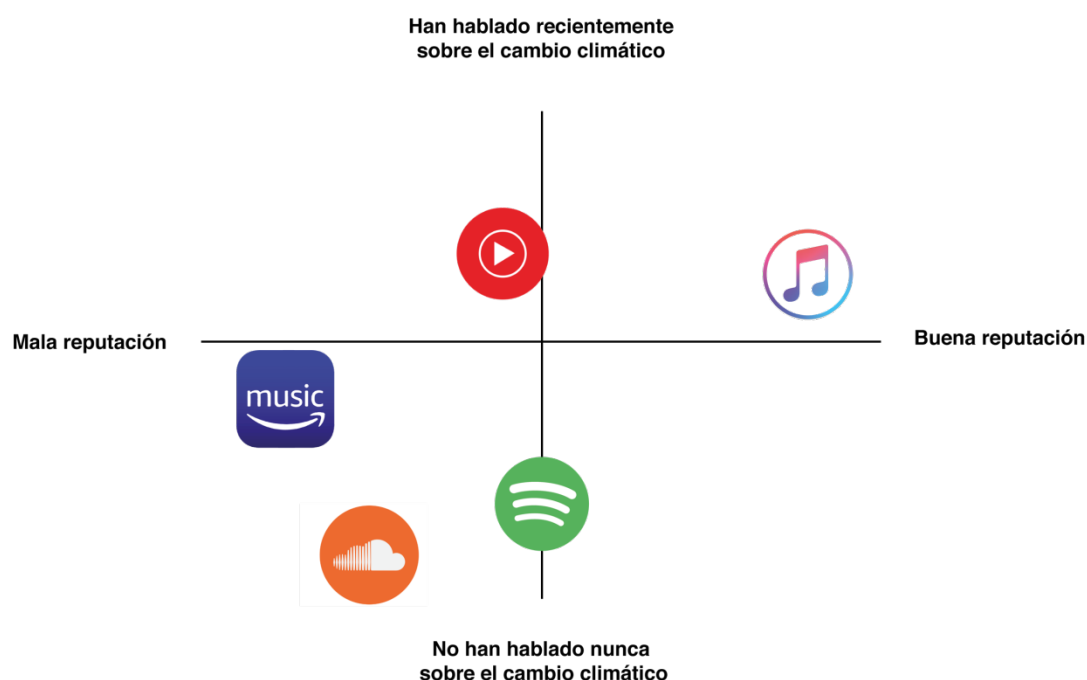 Han hablado recientemente
sobre el cambio climático
Mala reputación
Buena reputación
music
No han hablado nunca
sobre el cambio climático